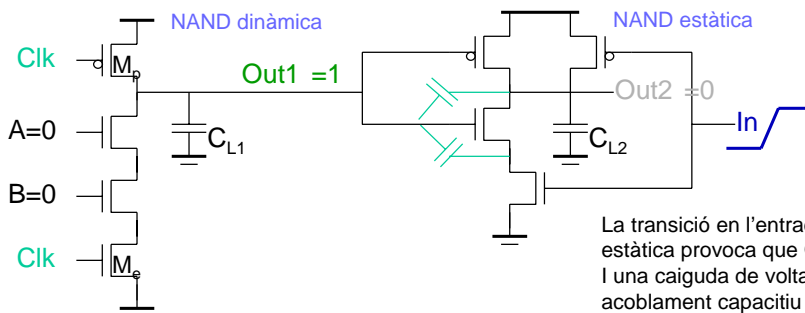 NAND dinàmica
NAND estàtica
Clk
Mp
Out1 =1
Out2 =0
A=0
CL1
CL2
In
B=0
Clk
Me
La transició en l'entrad
estàtica provoca que
I una caiguda de volta
acoblament capacitiu